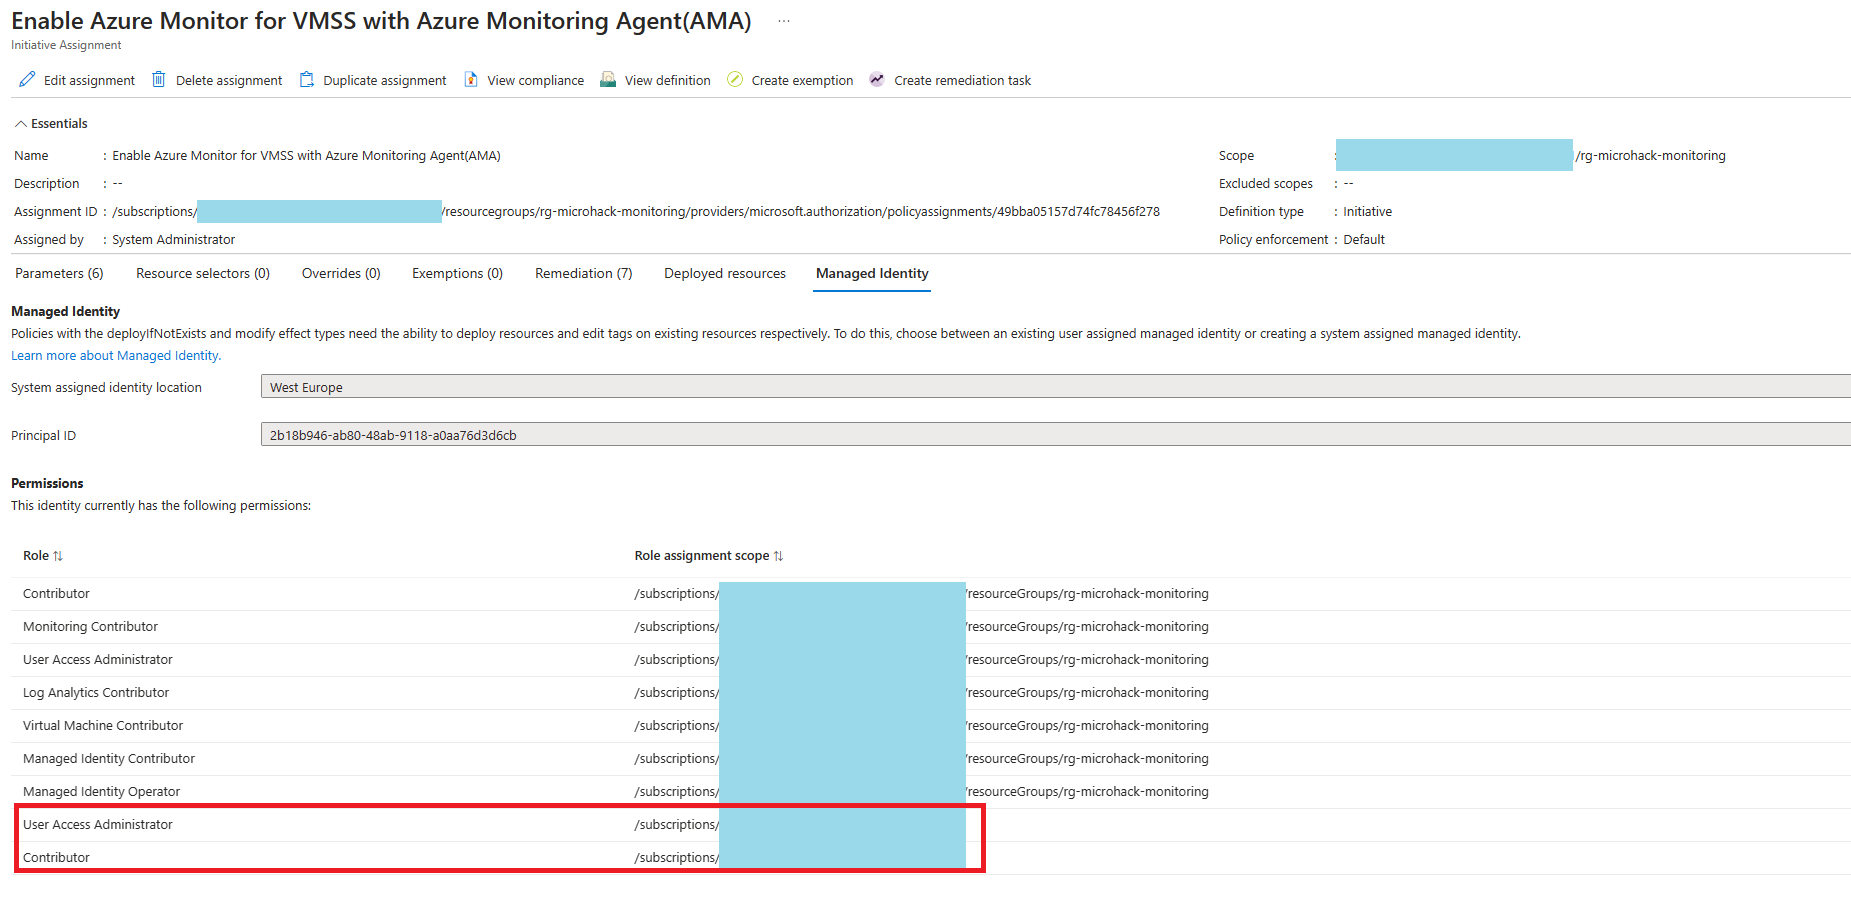 Enable Azure Monitor for VMSS with Azure Monitoring Agent(AMA) ...
Initiative Assignment
Edit assignment Delete assignment Duplicate assignment View compliance View definition Create exemption Create remediation task
Essentials
Name : Enable Azure Monitor for VMSS with Azure Monitoring Agent(AMA) Scope : /rg-microhack-monitoring
Description : -- Excluded scopes : --
Assignment ID : /subscriptions/ /resourcegroups/rg-microhack-monitoring/providers/microsoft.authorization/policyassignments/49bba05157d74fc78456f278 Definition type : Initiative
Assigned by : System Administrator Policy enforcement : Default
Parameters (6) Resource selectors (0) Overrides (0) Exemptions (0) Remediation (7) Deployed resources Managed Identity
Managed Identity
Policies with the deployIfNotExists and modify effect types need the ability to deploy resources and edit tags on existing resources respectively. To do this, choose between an existing user assigned managed identity or creating a system assigned managed identity.
Learn more about Managed Identity.
System assigned identity location West Europe
Principal ID 2b18b946-ab80-48ab-9118-a0aa76d3d6cb
Permissions
This identity currently has the following permissions:
Role ↑↓ Role assignment scope ↑↓
Contributor /subscriptions/ /resourceGroups/rg-microhack-monitoring
Monitoring Contributor /subscriptions/ /resourceGroups/rg-microhack-monitoring
User Access Administrator /subscriptions/ /resourceGroups/rg-microhack-monitoring
Log Analytics Contributor /subscriptions/ /resourceGroups/rg-microhack-monitoring
Virtual Machine Contributor /subscriptions/ /resourceGroups/rg-microhack-monitoring
Managed Identity Contributor /subscriptions/ /resourceGroups/rg-microhack-monitoring
Managed Identity Operator /subscriptions/ /resourceGroups/rg-microhack-monitoring
User Access Administrator /subscriptions/
Contributor /subscriptions/